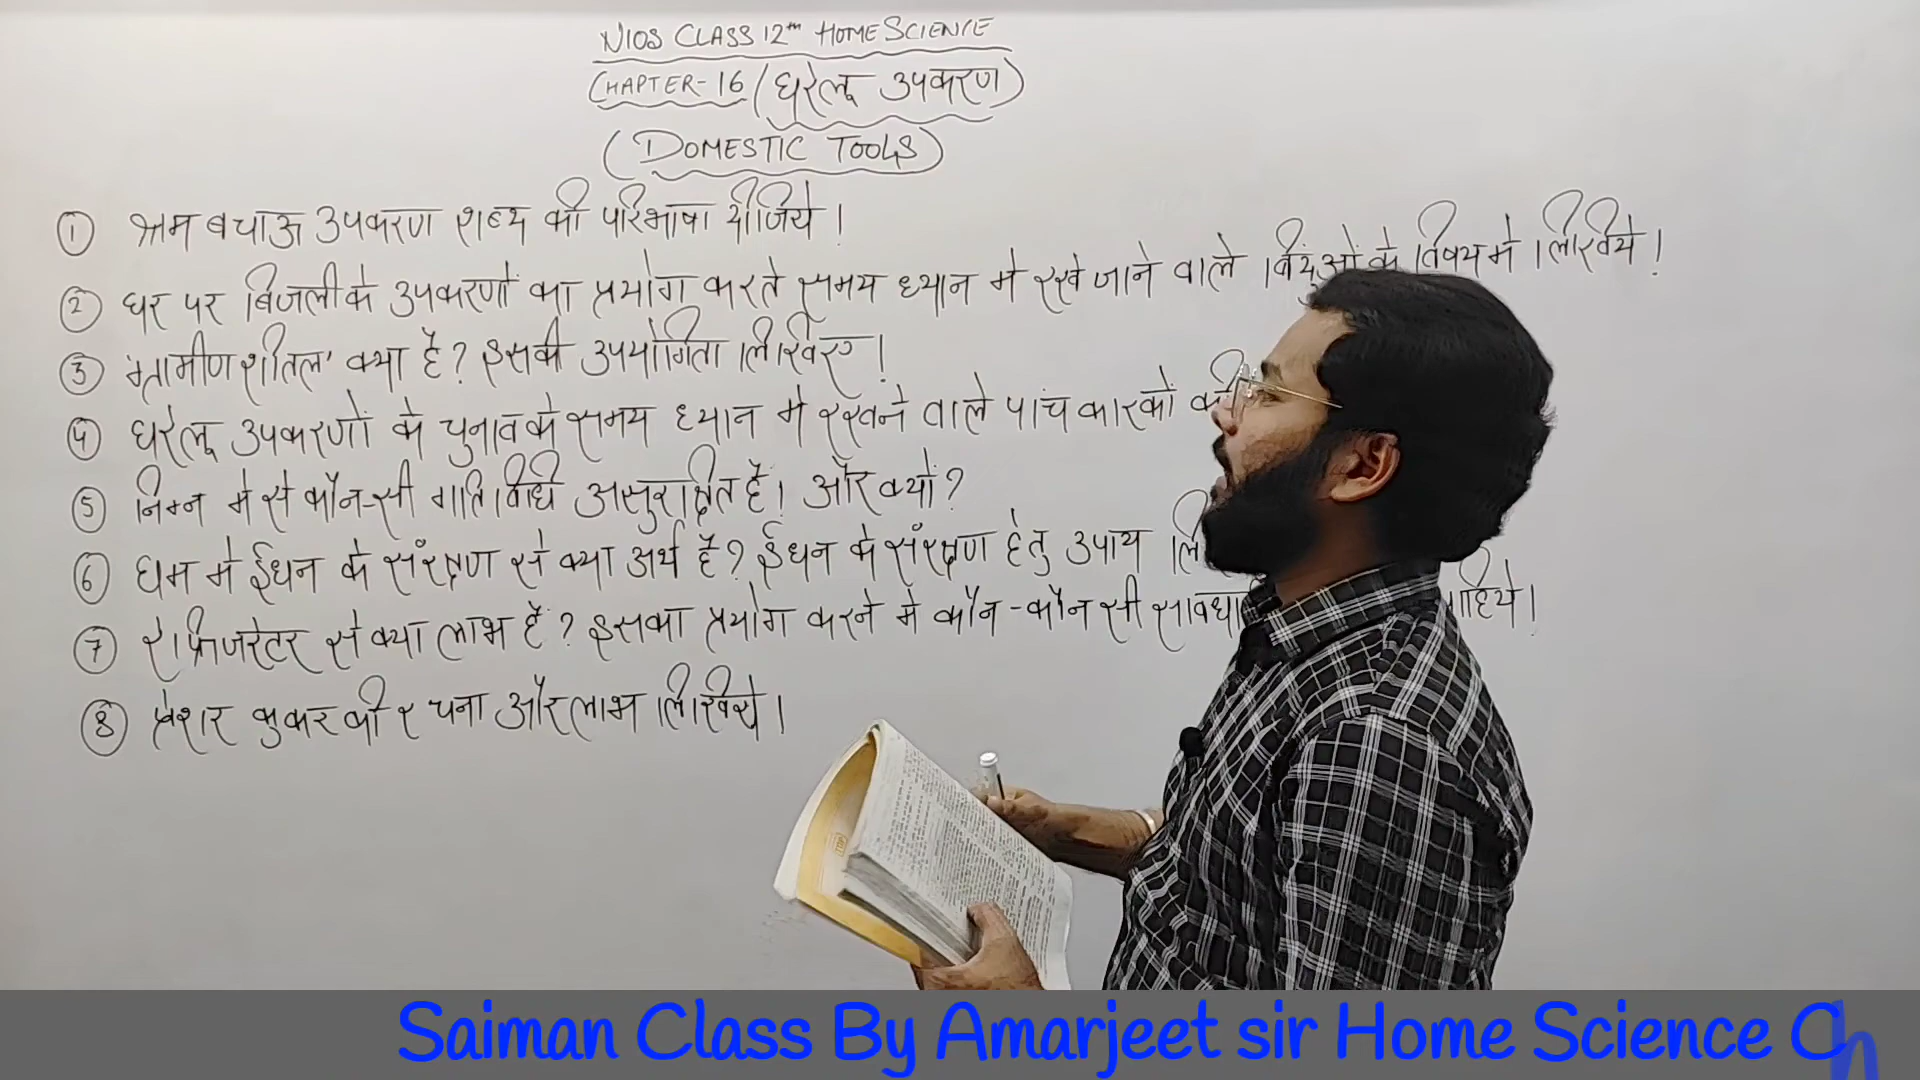 NIOS CLASS 12th HOME SCIENCE
CHAPTER-16 (घरेलू उपकरण)
(DOMESTIC TOOLS)
① श्रम बचाऊ उपकरण शब्द की परिभाषा दीजिये।
② घर पर बिजली के उपकरणों का प्रयोग करते समय ध्यान मे रखे जाने वाले बिंदुओं के विषय मे लिखिये।
③ 'ग्रामीण शीतल' क्या है? इसकी उपयोगिता लिखिए।
④ घरेलू उपकरणों के चुनाव के समय ध्यान मे रखने वाले पांच कारकों की
⑤ निम्न मे से कौन-सी गतिविधि असुरक्षित है। और क्यों?
⑥ घम मे ईंधन के संरक्षण से क्या अर्थ है? ईंधन के संरक्षण हेतु उपाय
⑦ रेफ्रिजरेटर से क्या लाभ है? इसका प्रयोग करने मे कौन-कौन सी
⑧ प्रेशर कुकर की रचना और लाभ लिखिये।
Saiman Class By Amarjeet sir Home Science Ch